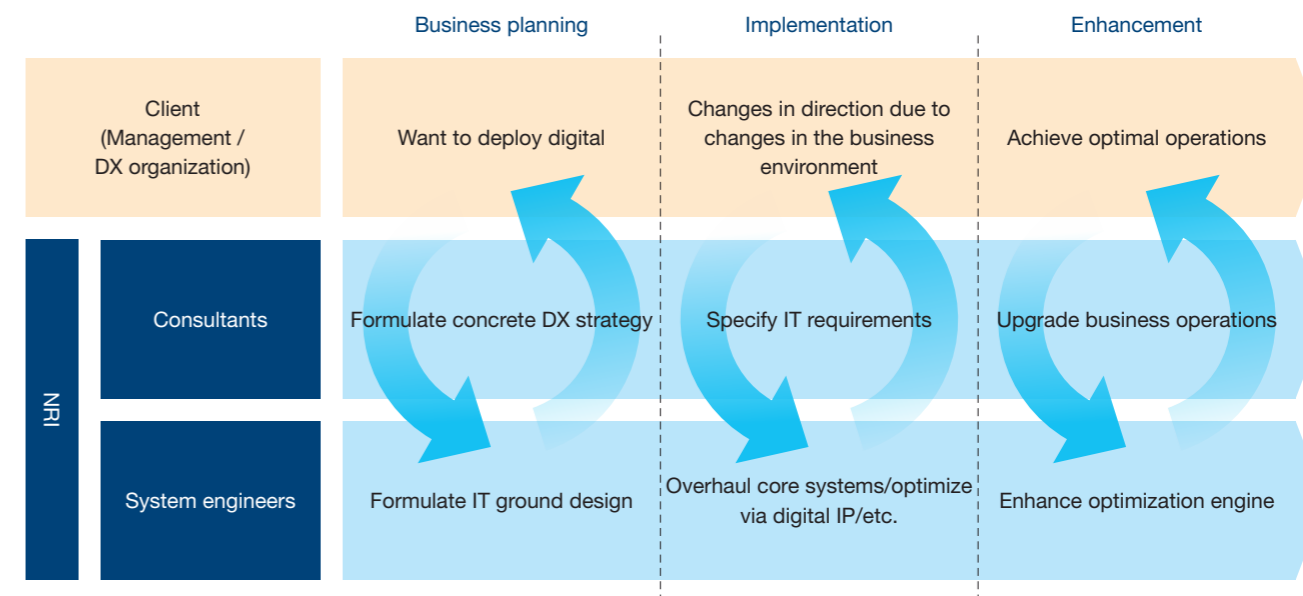 Business planning
Implementation
Enhancement
Client
(Management /
DX organization)
Want to deploy digital
Changes in direction due to
changes in the business
environment
Achieve optimal operations
NRI
Consultants
Formulate concrete DX strategy
Specify IT requirements
Upgrade business operations
System engineers
Formulate IT ground design
Overhaul core systems/optimize
via digital IP/etc.
Enhance optimization engine